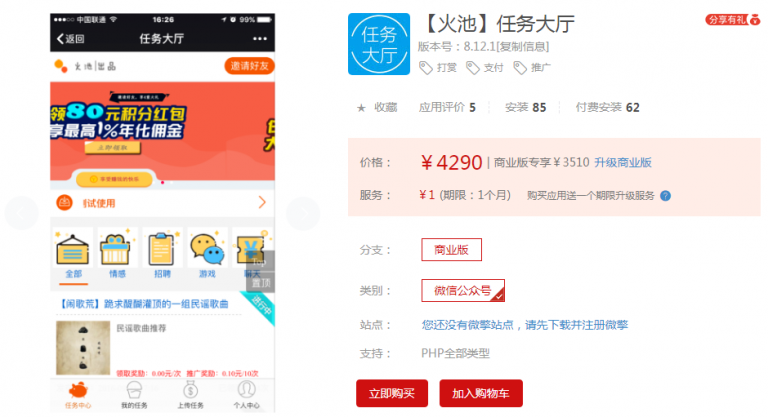 中国联通
16:26
99%
返回
任务大厅
火池 出品
邀请好友
领80元积分红包
享最高1%年化佣金
试使用
全部
情感
招聘
游戏
聊天
Top
置顶
【闹歌荒】跪求醍醐灌顶的一组民谣歌曲
进行中
民谣歌曲推荐
领取奖励：0.00元/次 推广奖励：0.10元/10次
任务中心
我的任务
上传任务
个人中心
任务
大厅
【火池】任务大厅
分享有礼
版本号：8.12.1[复制信息]
打赏
支付
推广
收藏
应用评价 5
安装 85
付费安装 62
价格：
￥4290 | 商业版专享￥3510 升级商业版
服务：
￥1 (期限：1个月) 购买应用送一个期限升级服务 ?
分支：
商业版
类别：
微信公众号
站点：
您还没有微擎站点，请先下载并注册微擎
支持：
PHP全部类型
立即购买
加入购物车